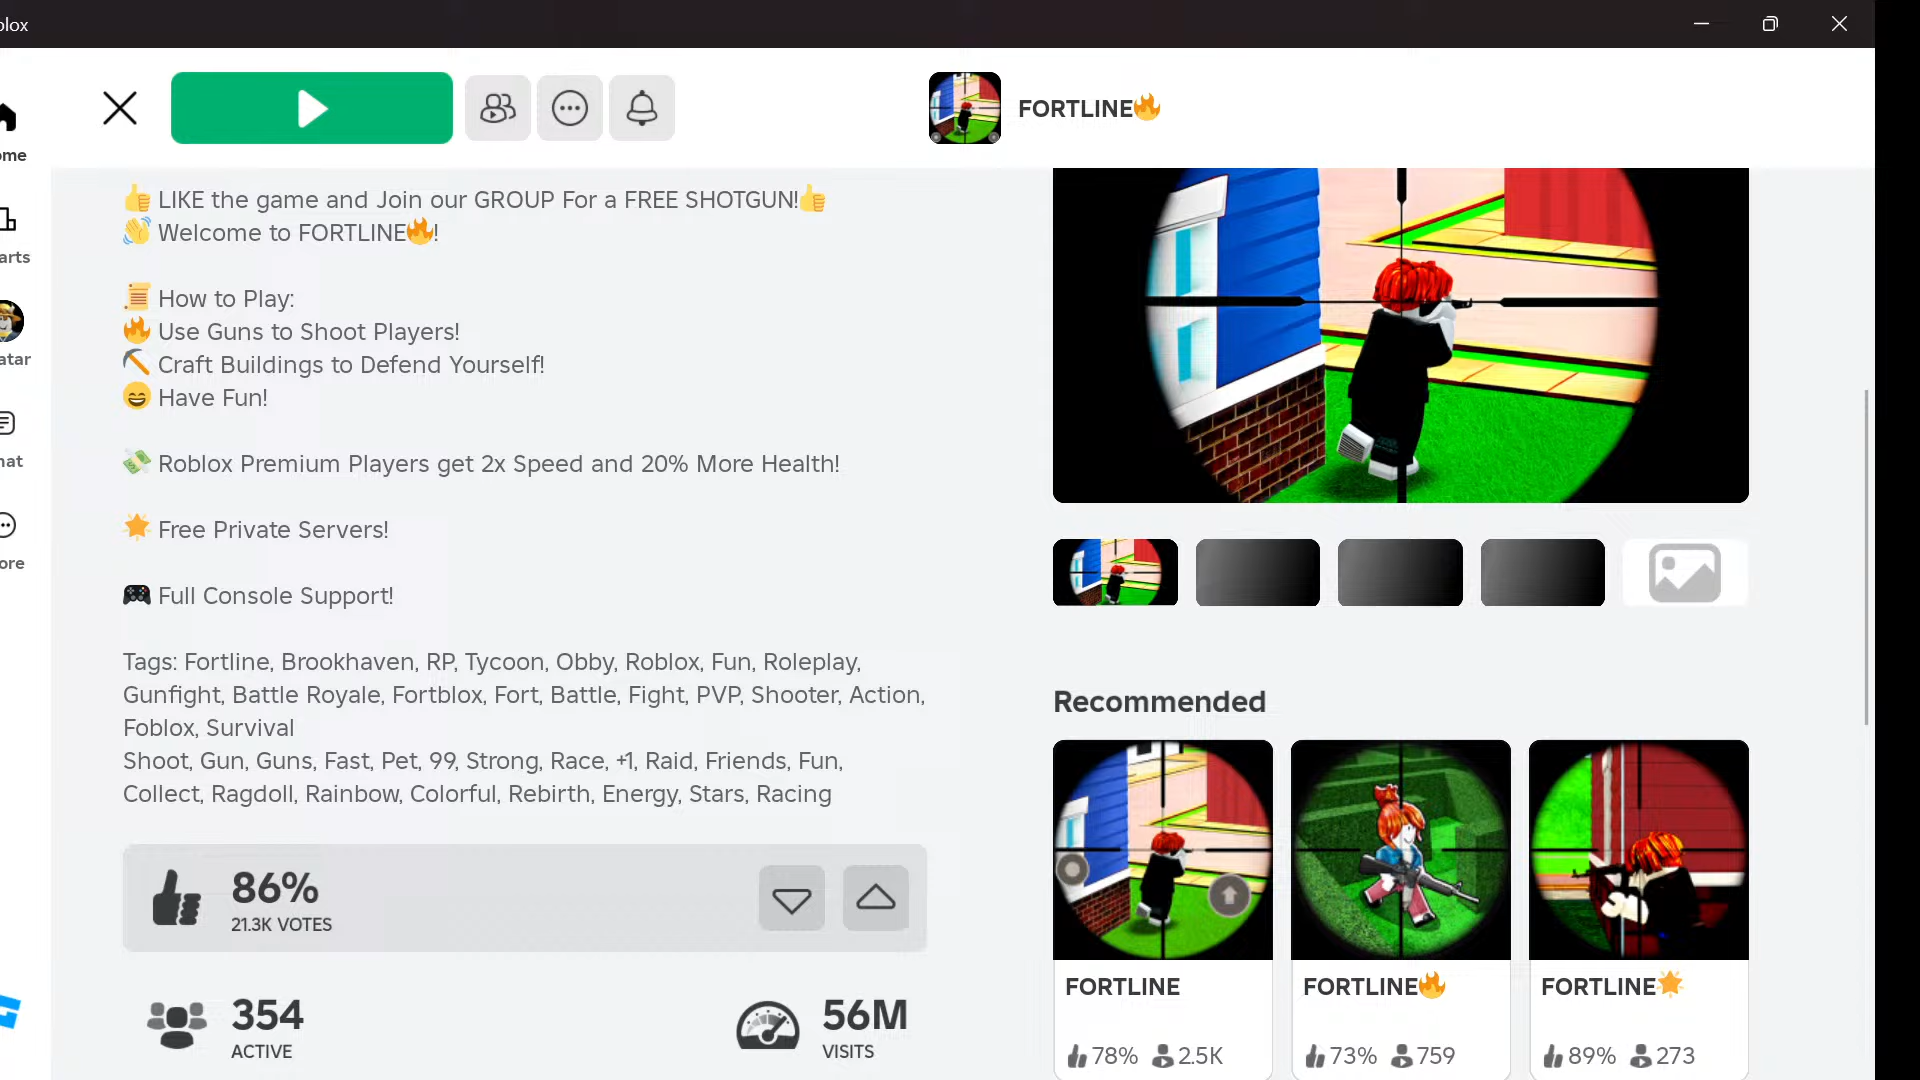 blox
FORTLINE🔥
ome
arts
atar
hat
ore
👍 LIKE the game and Join our GROUP For a FREE SHOTGUN!👍
👋 Welcome to FORTLINE🔥!
📜 How to Play:
🔥 Use Guns to Shoot Players!
⛏️ Craft Buildings to Defend Yourself!
😄 Have Fun!
💸 Roblox Premium Players get 2x Speed and 20% More Health!
🌟 Free Private Servers!
🎮 Full Console Support!
Tags: Fortline, Brookhaven, RP, Tycoon, Obby, Roblox, Fun, Roleplay,
Gunfight, Battle Royale, Fortblox, Fort, Battle, Fight, PVP, Shooter, Action,
Foblox, Survival
Shoot, Gun, Guns, Fast, Pet, 99, Strong, Race, +1, Raid, Friends, Fun,
Collect, Ragdoll, Rainbow, Colorful, Rebirth, Energy, Stars, Racing
86%
21.3K VOTES
354
ACTIVE
56M
VISITS
Recommended
FORTLINE
78% 2.5K
FORTLINE🔥
73% 759
FORTLINE🌟
89% 273